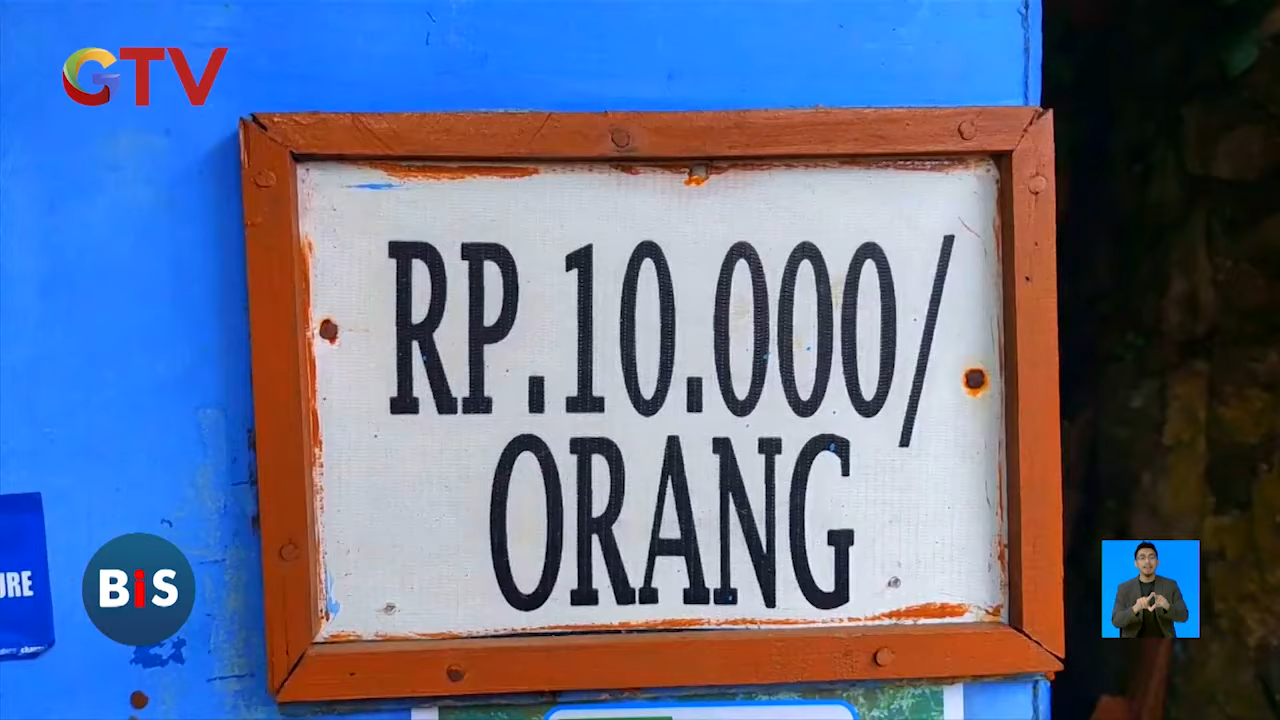 GTV
RP.10.000/
ORANG
URE
BiS